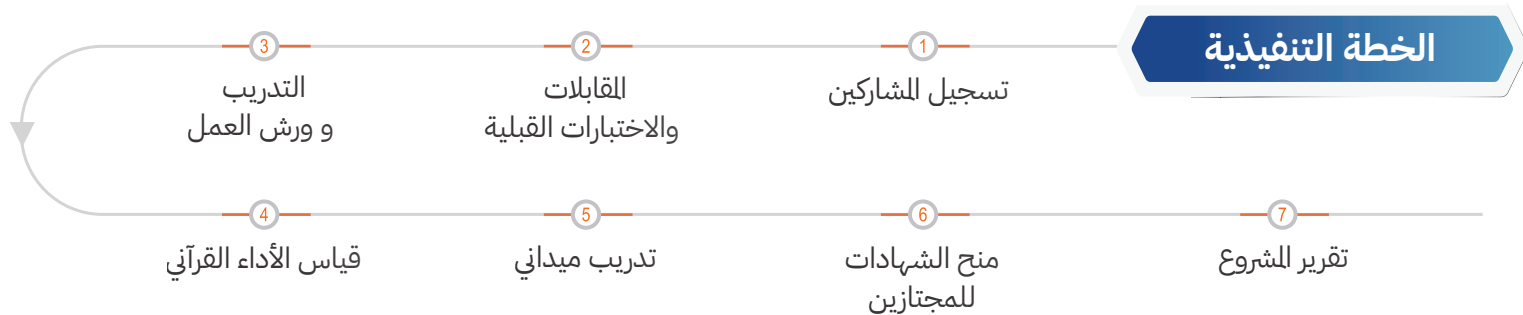 الخطة التنفيذية
1
تسجيل المشاركين
2
المقابلات
والاختبارات القبلية
3
التدريب
و ورش العمل
4
قياس الأداء القرآني
5
تدريب ميداني
6
منح الشهادات
للمجتازين
7
تقرير المشروع